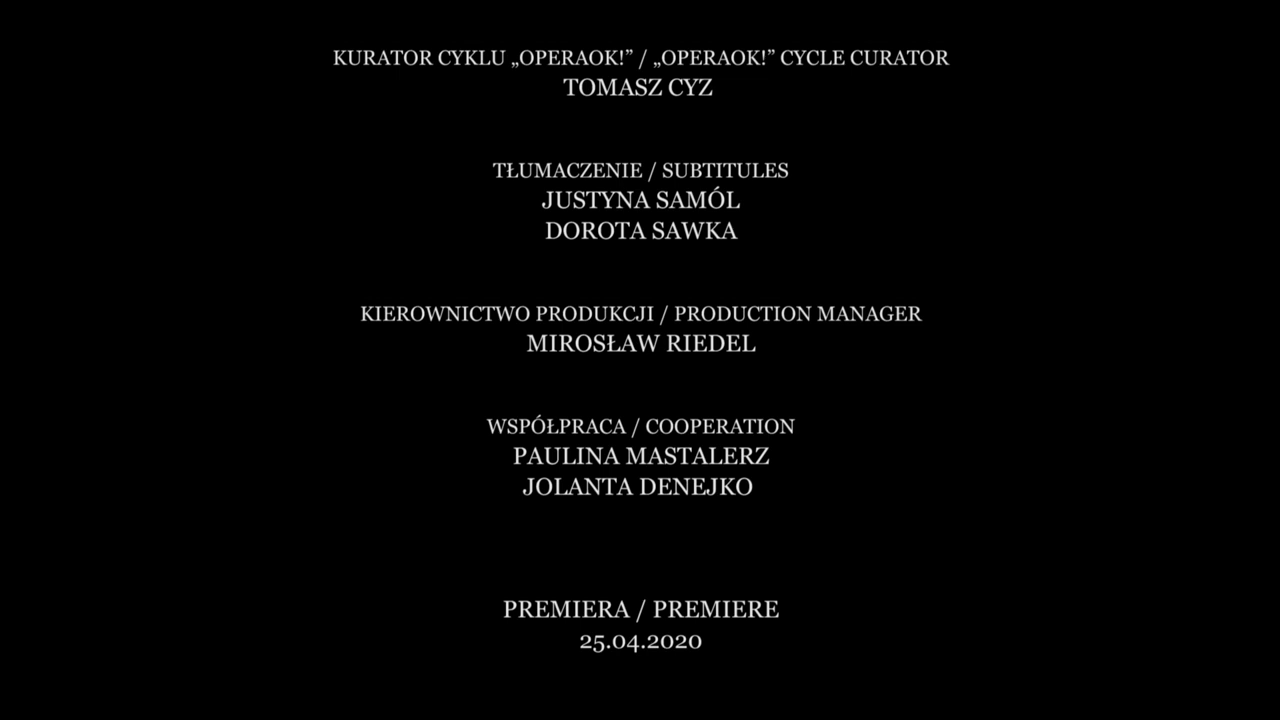 KURATOR CYKLU „OPERAOK!” / „OPERAOK!” CYCLE CURATOR
TOMASZ CYZ
TŁUMACZENIE / SUBTITULES
JUSTYNA SAMÓL
DOROTA SAWKA
KIEROWNICTWO PRODUKCJI / PRODUCTION MANAGER
MIROSŁAW RIEDEL
WSPÓŁPRACA / COOPERATION
PAULINA MASTALERZ
JOLANTA DENEJKO
PREMIERA / PREMIERE
25.04.2020